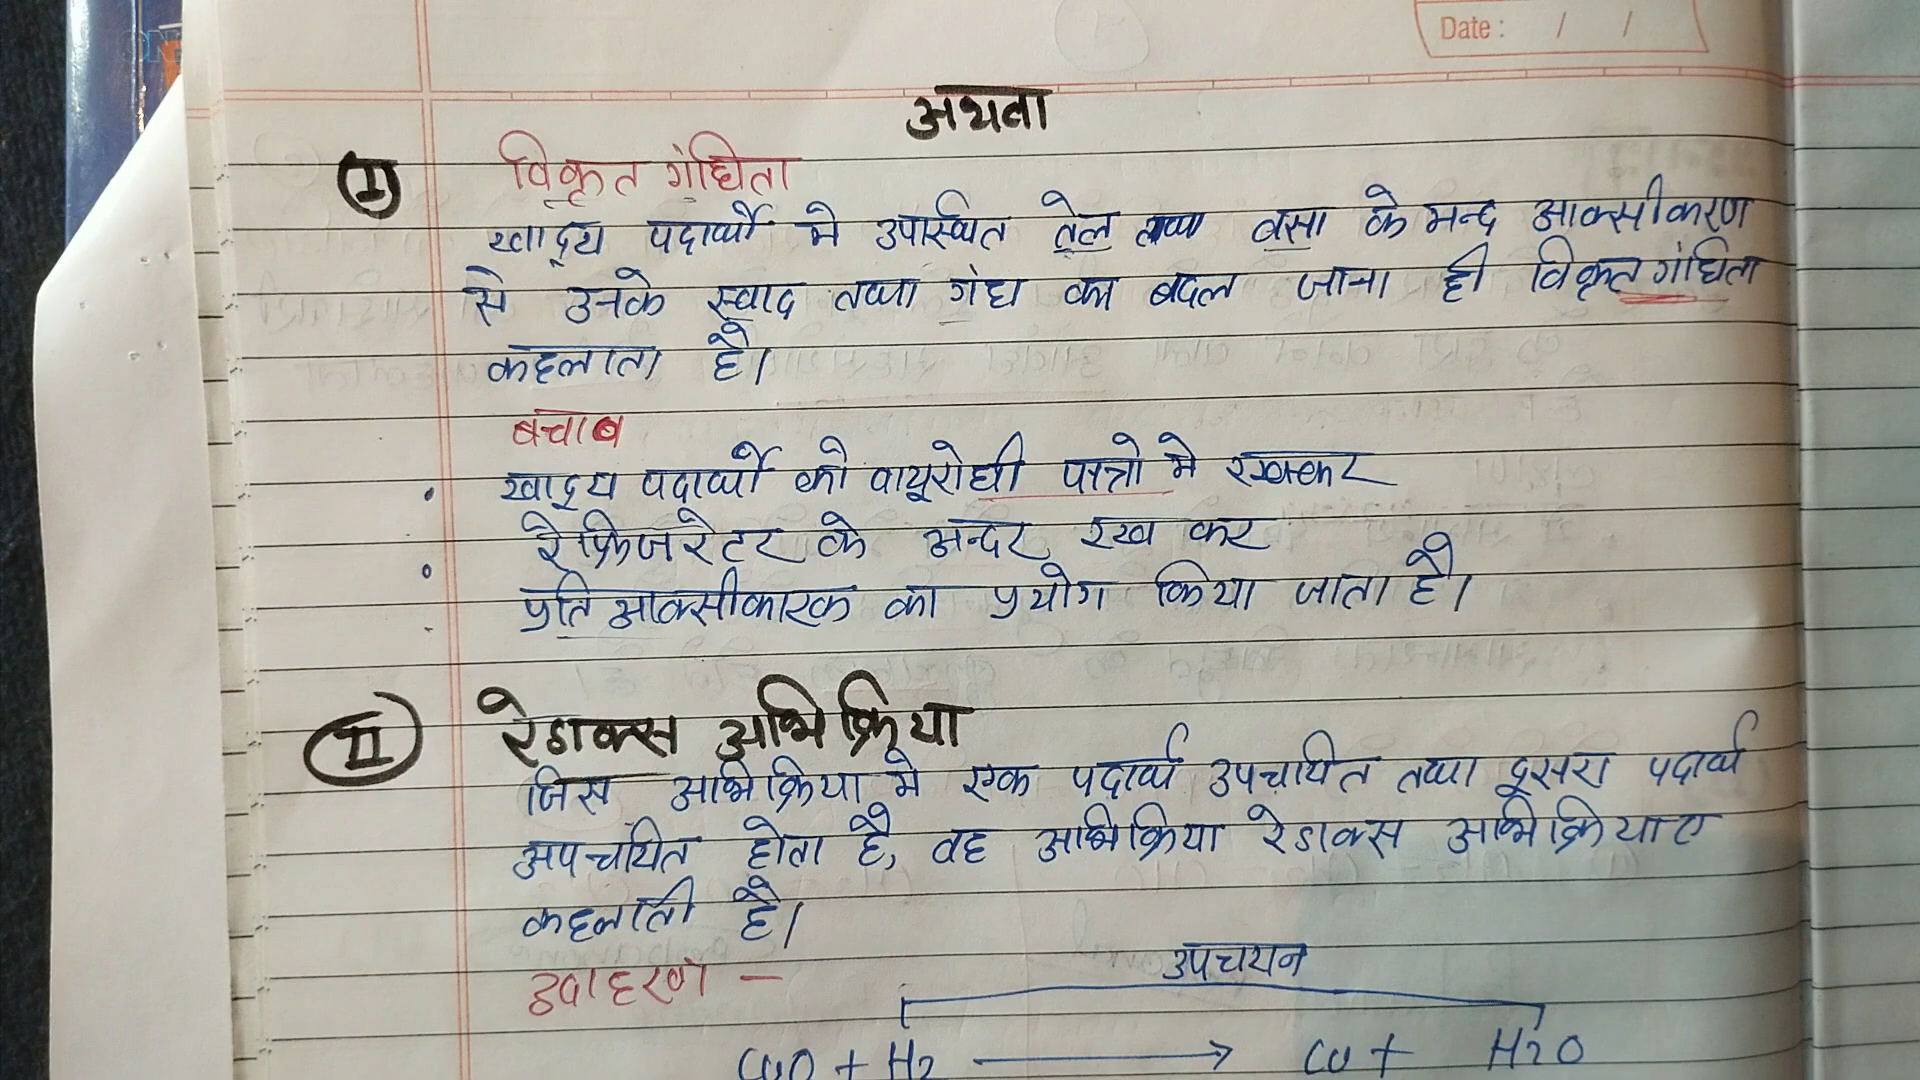 Date : / /
अथवा
I विकृत गंधिता
खाद्य पदार्थो मे उपस्थित तेल तथा वसा के मन्द आक्सीकरण
से उनके स्वाद तथा गंध का बदल जाना ही विकृत गंधिता
कहलाता है।
बचाब
• खाद्य पदार्थो को वायूरोधी पात्रो मे रखकर
• रेफ्रिजरेटर के अन्दर रख कर
• प्रति आक्सीकारक का प्रयोग किया जाता है।
II रेडाक्स अभिक्रिया
जिस अभिक्रिया मे एक पदार्थ उपचायित तथा दूसरा पदार्थ
अपचयित होता है, वह अभिक्रिया रेडाक्स अभिक्रियाए
कहलाती है।
उदाहरण –
उपचयन
CuO + H2 → Cu + H2O